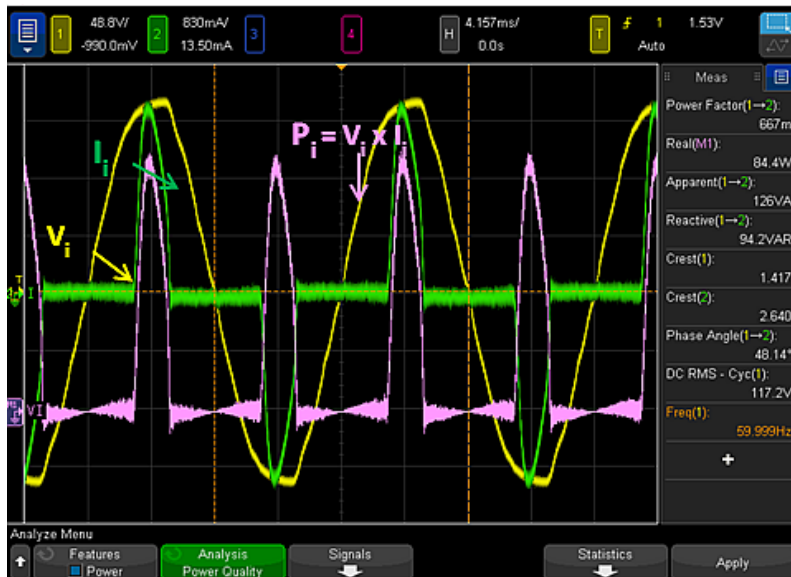 1 48.8V/ -990.0mV
2 830mA/ 13.50mA
3
4
H 4.157ms/ 0.0s
T 1 1.53V
Auto
Meas
Power Factor(1→2):
667m
Real(M1):
84.4W
Apparent(1→2):
126VA
Reactive(1→2):
94.2VAR
Crest(1):
1.417
Crest(2):
2.640
Phase Angle(1→2):
48.14°
DC RMS - Cyc(1):
117.2V
Freq(1):
59.999Hz
+
Ii
Pi = Vi x Ii
Vi
T
I
VI
Analyze Menu
Features
Power
Analysis
Power Quality
Signals
Statistics
Apply